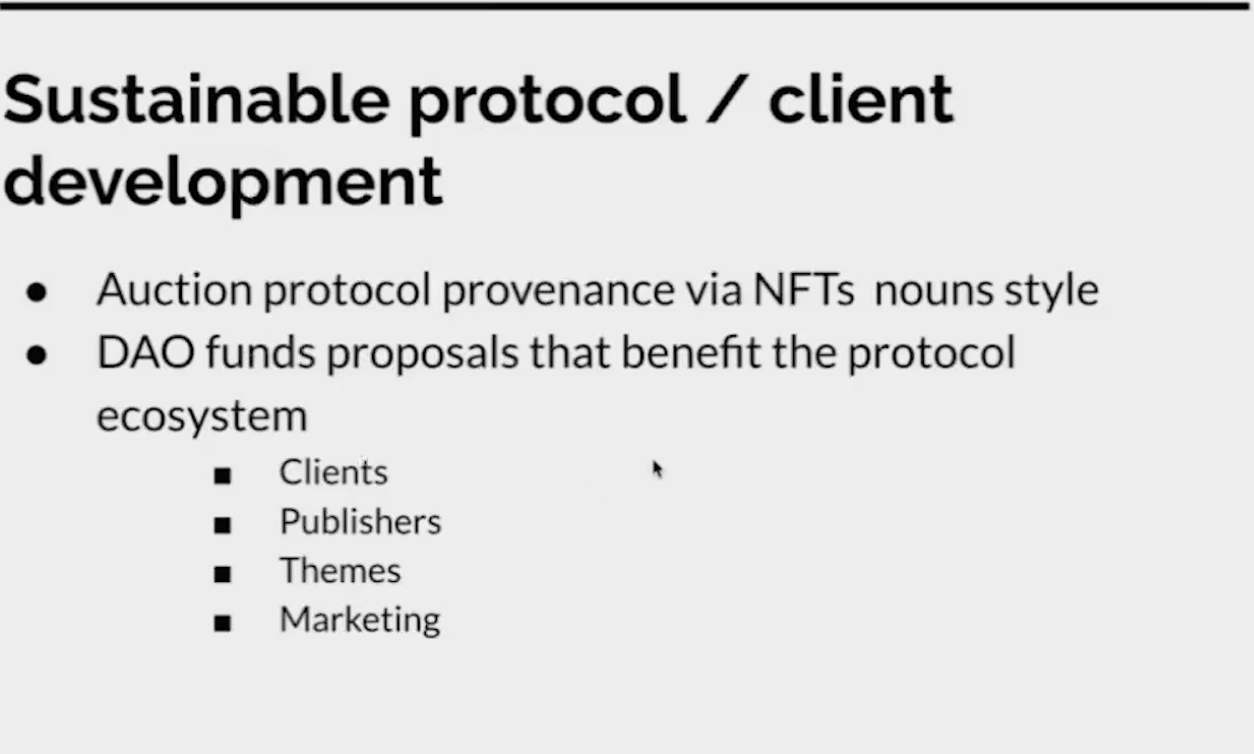 Sustainable protocol / client
development
● Auction protocol provenance via NFTs  nouns style
● DAO funds proposals that benefit the protocol
ecosystem
■ Clients
■ Publishers
■ Themes
■ Marketing